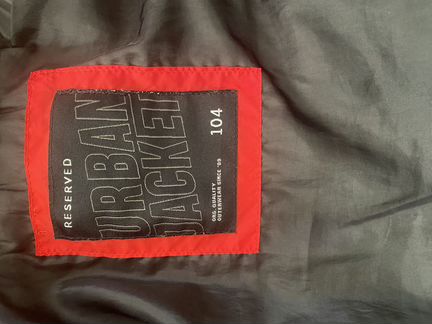 RESERVED
URBAN
JACKET
ORG QUALITY
OUTERWEAR SINCE '99
104